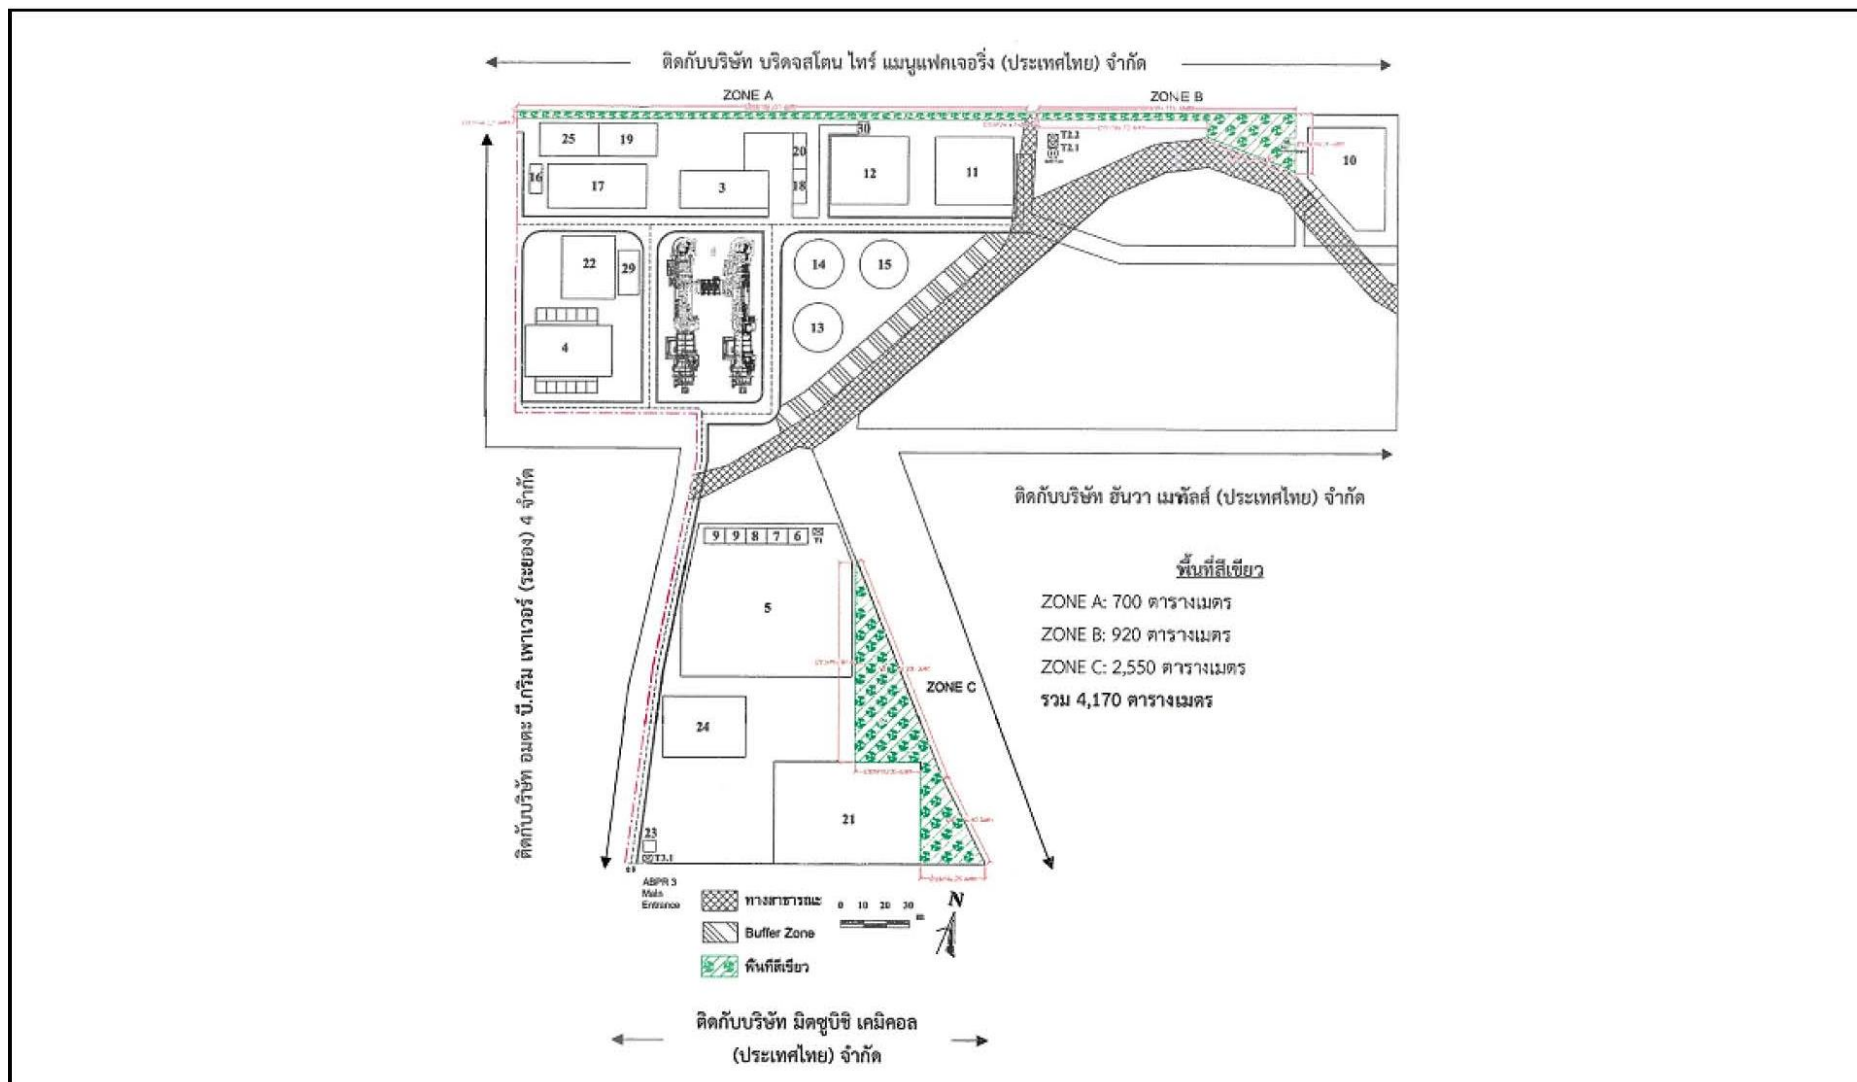 ติดกับบริษัท บริดจสโตน ไทร์ แมนูแฟคเจอริ่ง (ประเทศไทย) จำกัด
ZONE A
ZONE B
25
19
20
30
T2.2
T2.1
10
16
17
3
18
12
11
22
29
14
15
13
4
ติดกับบริษัท อมตะ บี.กริม เพาเวอร์ (ระยอง) 4 จำกัด
ติดกับบริษัท ฮันวา เมทัลส์ (ประเทศไทย) จำกัด
9 9 8 7 6
T1
5
พื้นที่สีเขียว
ZONE A: 700 ตารางเมตร
ZONE B: 920 ตารางเมตร
ZONE C: 2,550 ตารางเมตร
รวม 4,170 ตารางเมตร
ZONE C
24
21
23
T3.1
ABPR 3
Main
Entrance
ทางสาธารณะ
0 10 20 30
m
N
Buffer Zone
พื้นที่สีเขียว
ติดกับบริษัท มิตซูบิชิ เคมิคอล
(ประเทศไทย) จำกัด